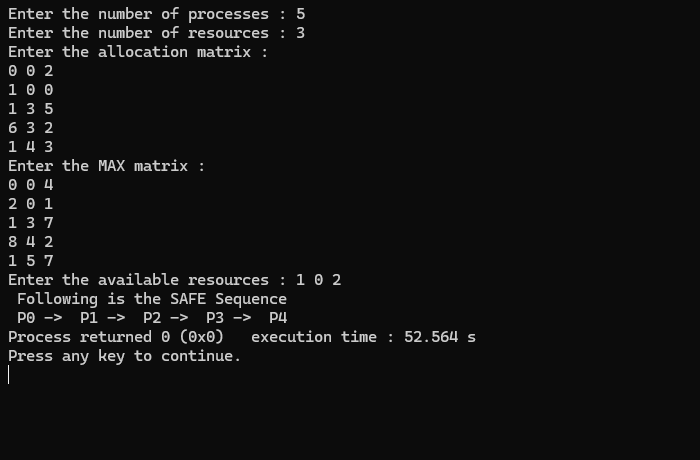 Enter the number of processes : 5
Enter the number of resources : 3
Enter the allocation matrix :
0 0 2
1 0 0
1 3 5
6 3 2
1 4 3
Enter the MAX matrix :
0 0 4
2 0 1
1 3 7
8 4 2
1 5 7
Enter the available resources : 1 0 2
 Following is the SAFE Sequence
 P0 ->  P1 ->  P2 ->  P3 ->  P4
Process returned 0 (0x0)   execution time : 52.564 s
Press any key to continue.